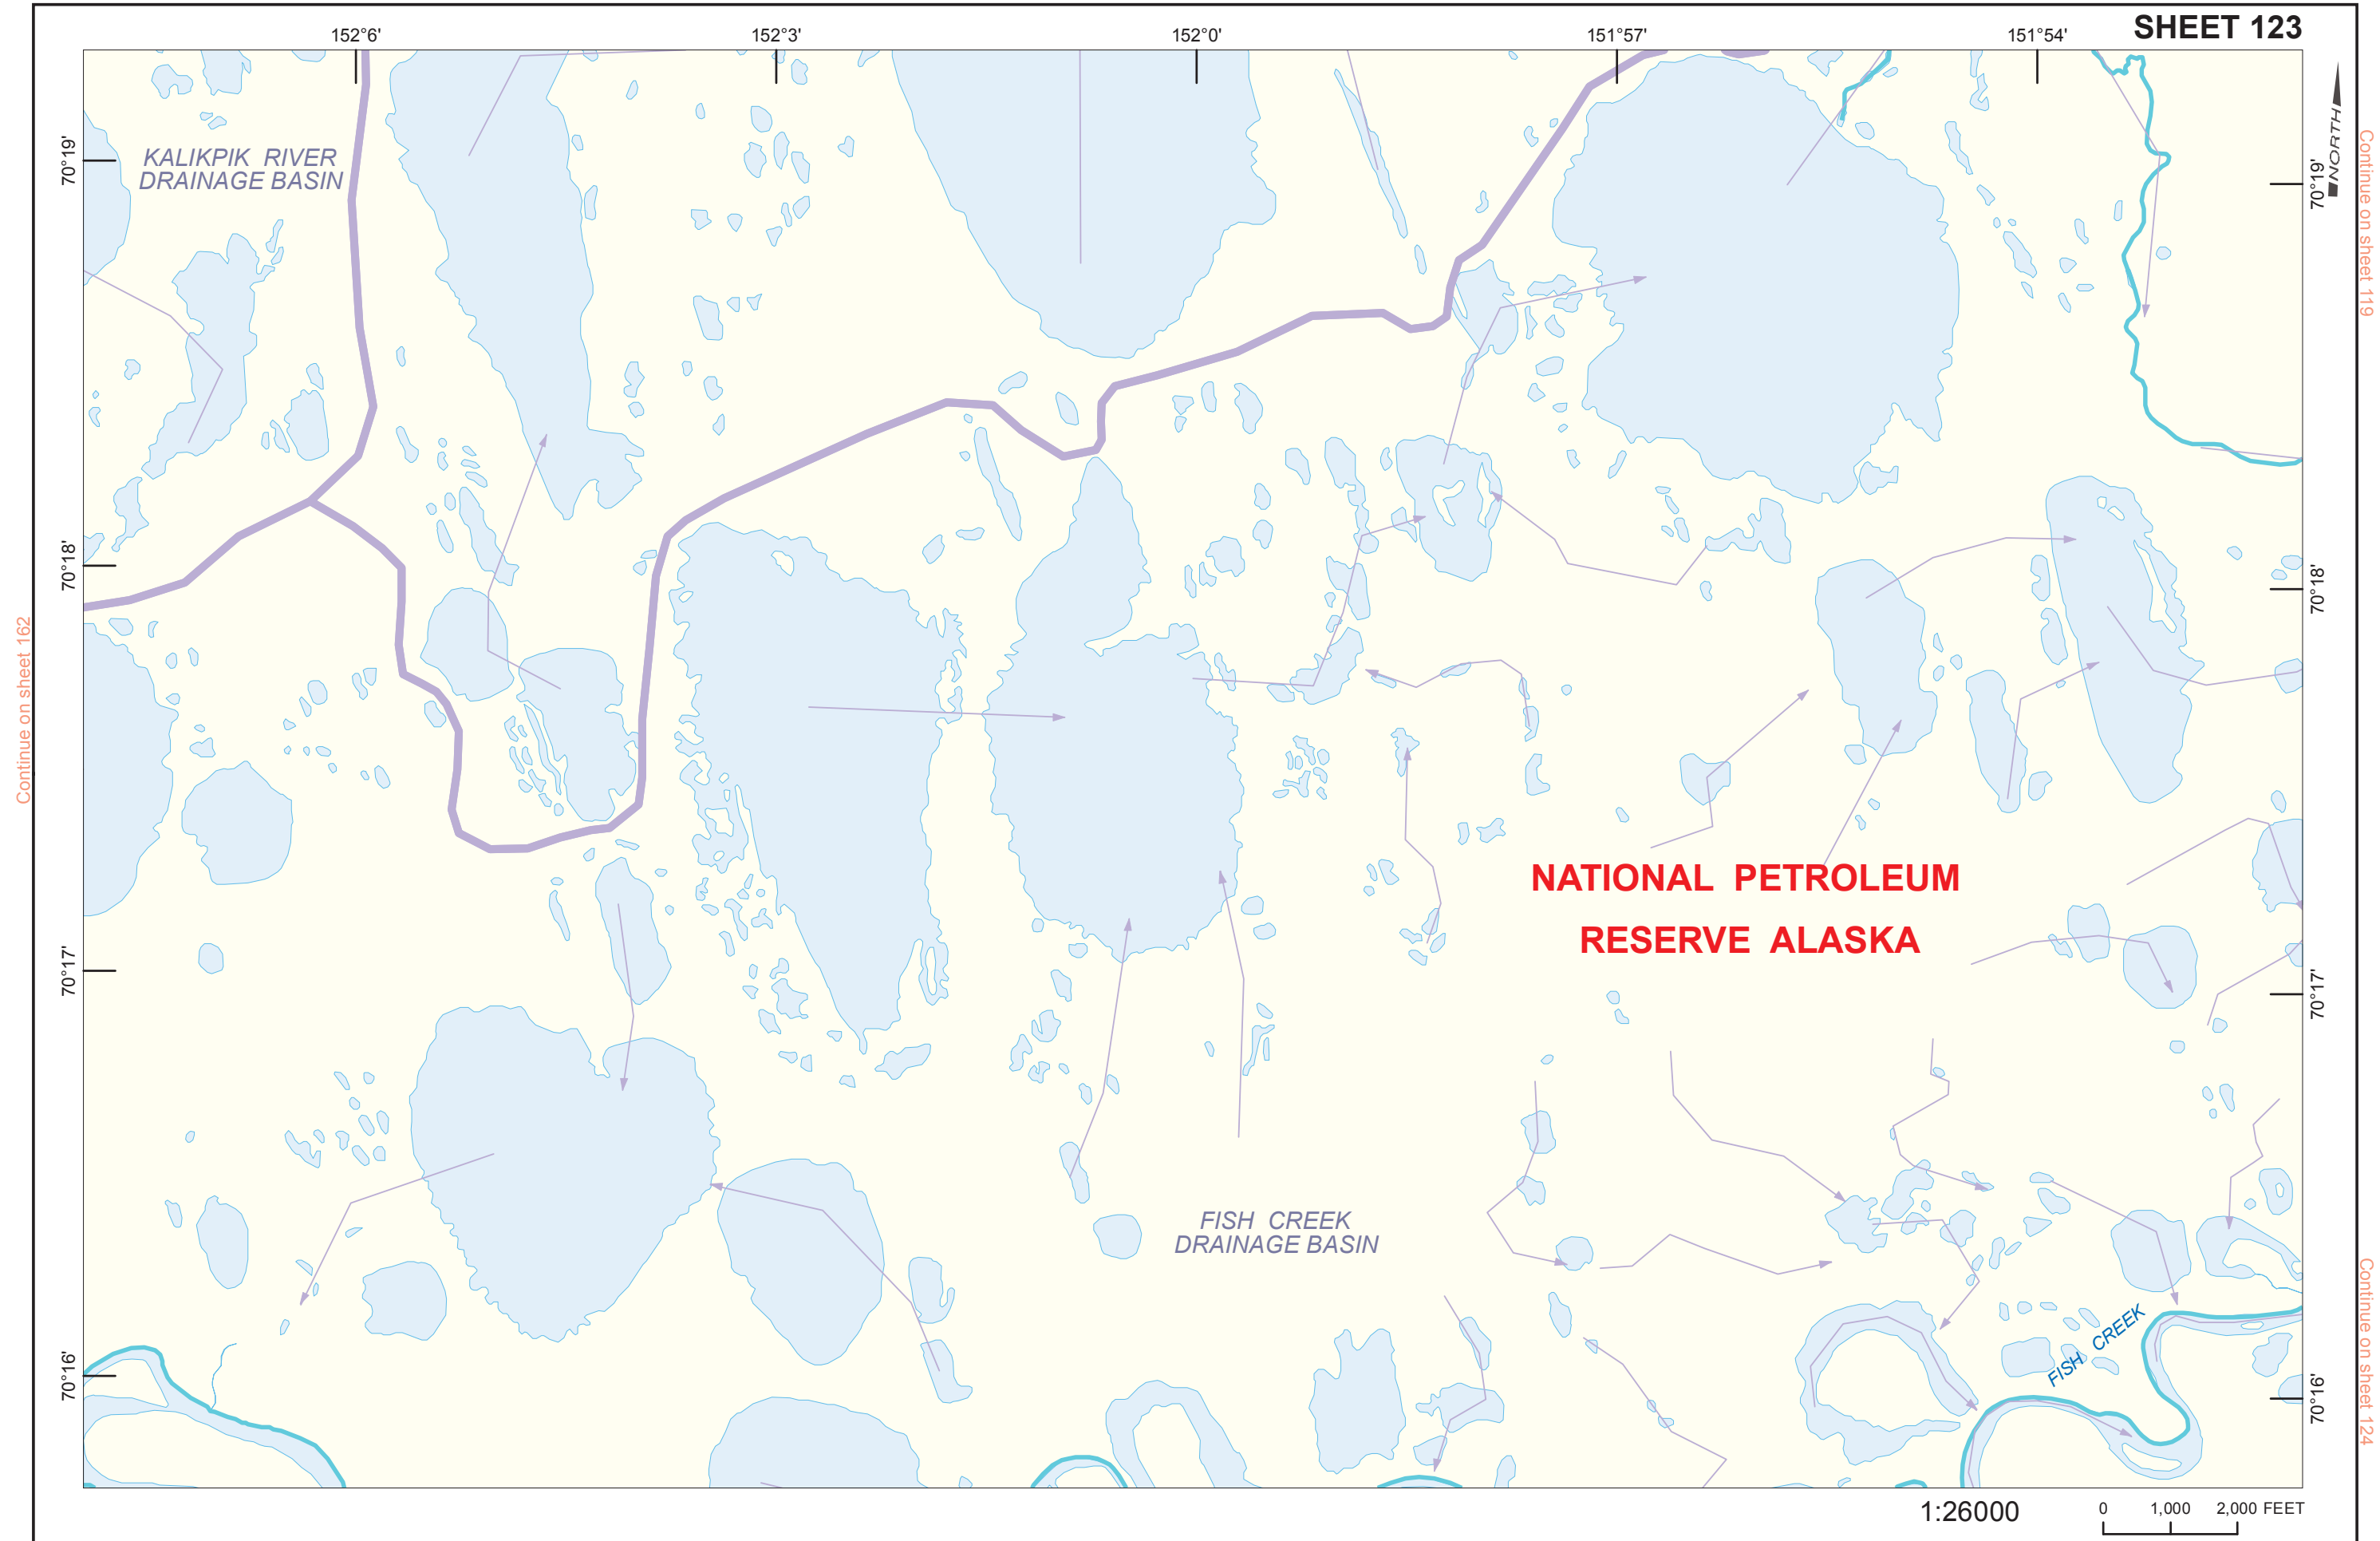 SHEET 123
152°6'
152°3'
152°0'
151°57'
151°54'
NORTH
70°19'
70°19'
KALIKPIK RIVER
DRAINAGE BASIN
Continue on sheet 119
70°18'
70°18'
Continue on sheet 162
NATIONAL PETROLEUM
RESERVE ALASKA
70°17'
70°17'
FISH CREEK
DRAINAGE BASIN
FISH CREEK
Continue on sheet 124
70°16'
70°16'
1:26000
0 1,000 2,000 FEET